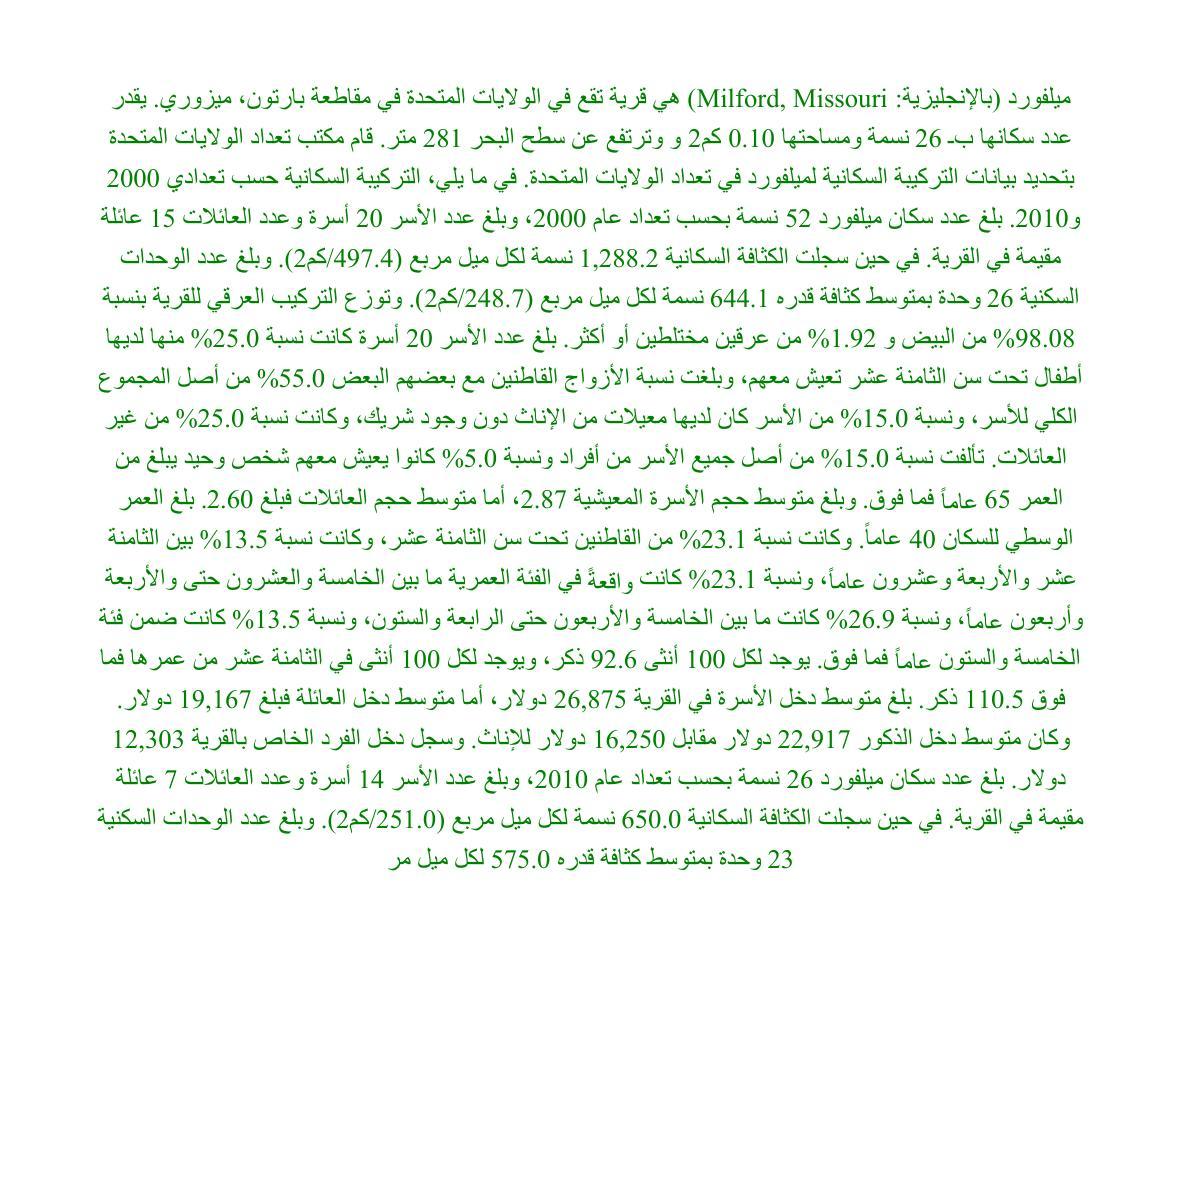 ميلفورد (بالإنجليزية: Milford, Missouri) هي قرية تقع في الولايات المتحدة في مقاطعة بارتون، ميزوري. يقدر
عدد سكانها بـ 26 نسمة ومساحتها 0.10 كم2 و وترتفع عن سطح البحر 281 متر. قام مكتب تعداد الولايات المتحدة
بتحديد بيانات التركيبة السكانية لميلفورد في تعداد الولايات المتحدة. في ما يلي، التركيبة السكانية حسب تعدادي 2000
و2010. بلغ عدد سكان ميلفورد 52 نسمة بحسب تعداد عام 2000، وبلغ عدد الأسر 20 أسرة وعدد العائلات 15 عائلة
مقيمة في القرية. في حين سجلت الكثافة السكانية 1,288.2 نسمة لكل ميل مربع (497.4/كم2). وبلغ عدد الوحدات
السكنية 26 وحدة بمتوسط كثافة قدره 644.1 نسمة لكل ميل مربع (248.7/كم2). وتوزع التركيب العرقي للقرية بنسبة
98.08% من البيض و 1.92% من عرقين مختلطين أو أكثر. بلغ عدد الأسر 20 أسرة كانت نسبة 25.0% منها لديها
أطفال تحت سن الثامنة عشر تعيش معهم، وبلغت نسبة الأزواج القاطنين مع بعضهم البعض 55.0% من أصل المجموع
الكلي للأسر، ونسبة 15.0% من الأسر كان لديها معيلات من الإناث دون وجود شريك، وكانت نسبة 25.0% من غير
العائلات. تألفت نسبة 15.0% من أصل جميع الأسر من أفراد ونسبة 5.0% كانوا يعيش معهم شخص وحيد يبلغ من
العمر 65 عاماً فما فوق. وبلغ متوسط حجم الأسرة المعيشية 2.87، أما متوسط حجم العائلات فبلغ 2.60. بلغ العمر
الوسطي للسكان 40 عاماً. وكانت نسبة 23.1% من القاطنين تحت سن الثامنة عشر، وكانت نسبة 13.5% بين الثامنة
عشر والأربعة وعشرون عاماً، ونسبة 23.1% كانت واقعةً في الفئة العمرية ما بين الخامسة والعشرون حتى والأربعة
وأربعون عاماً، ونسبة 26.9% كانت ما بين الخامسة والأربعون حتى الرابعة والستون، ونسبة 13.5% كانت ضمن فئة
الخامسة والستون عاماً فما فوق. يوجد لكل 100 أنثى 92.6 ذكر، ويوجد لكل 100 أنثى في الثامنة عشر من عمرها فما
فوق 110.5 ذكر. بلغ متوسط دخل الأسرة في القرية 26,875 دولار، أما متوسط دخل العائلة فبلغ 19,167 دولار.
وكان متوسط دخل الذكور 22,917 دولار مقابل 16,250 دولار للإناث. وسجل دخل الفرد الخاص بالقرية 12,303
دولار. بلغ عدد سكان ميلفورد 26 نسمة بحسب تعداد عام 2010، وبلغ عدد الأسر 14 أسرة وعدد العائلات 7 عائلة
مقيمة في القرية. في حين سجلت الكثافة السكانية 650.0 نسمة لكل ميل مربع (251.0/كم2). وبلغ عدد الوحدات السكنية
23 وحدة بمتوسط كثافة قدره 575.0 لكل ميل مر